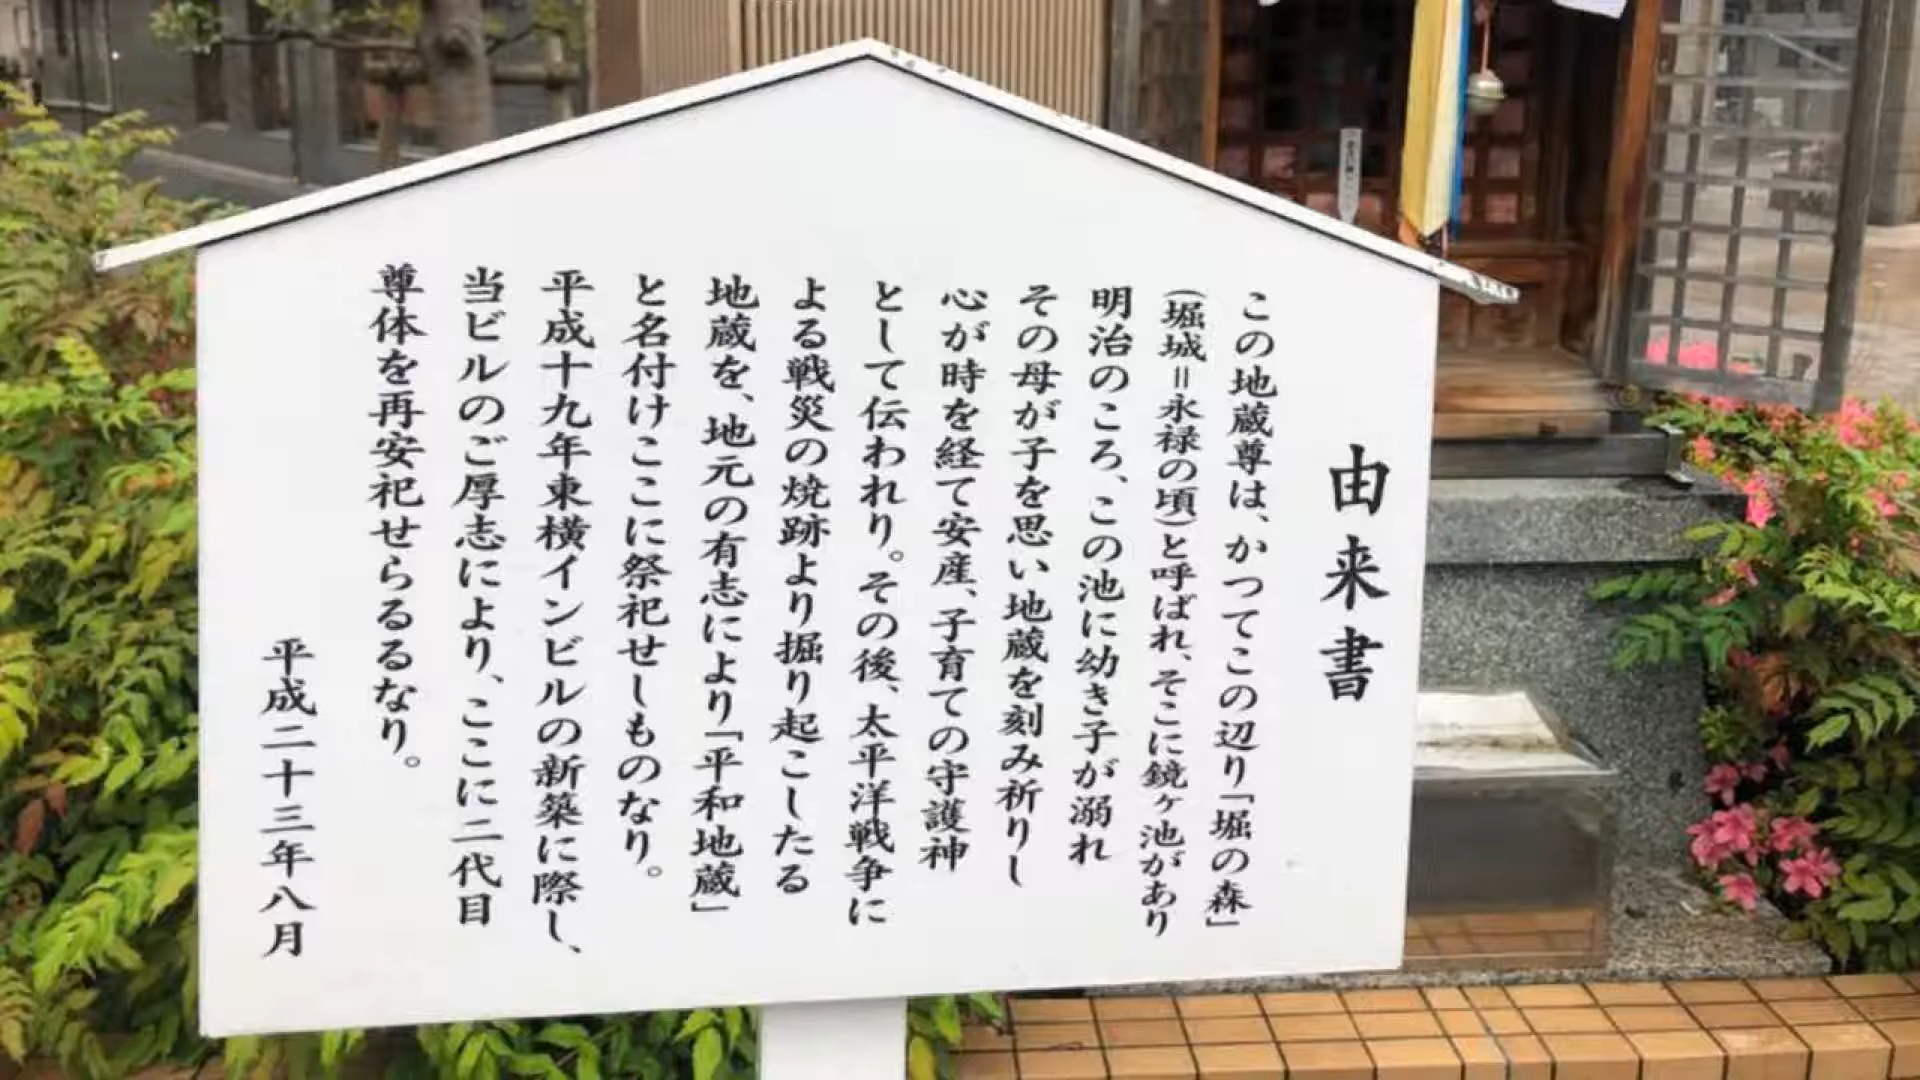 由来書
この地蔵尊は、かつてこの辺り「堀の森」
(堀城=永禄の頃)と呼ばれ、そこに鏡ヶ池があり
明治のころ、この池に幼き子が溺れ
その母が子を思い地蔵を刻み祈りし
心が時を経て安産、子育ての守護神
として伝われり。その後、太平洋戦争に
よる戦災の焼跡より掘り起こしたる
地蔵を、地元の有志により「平和地蔵」
と名付けここに祭祀せしものなり。
平成十九年東横インビルの新築に際し、
当ビルのご厚志により、ここに二代目
尊体を再安祀せらるるなり。
平成二十三年八月